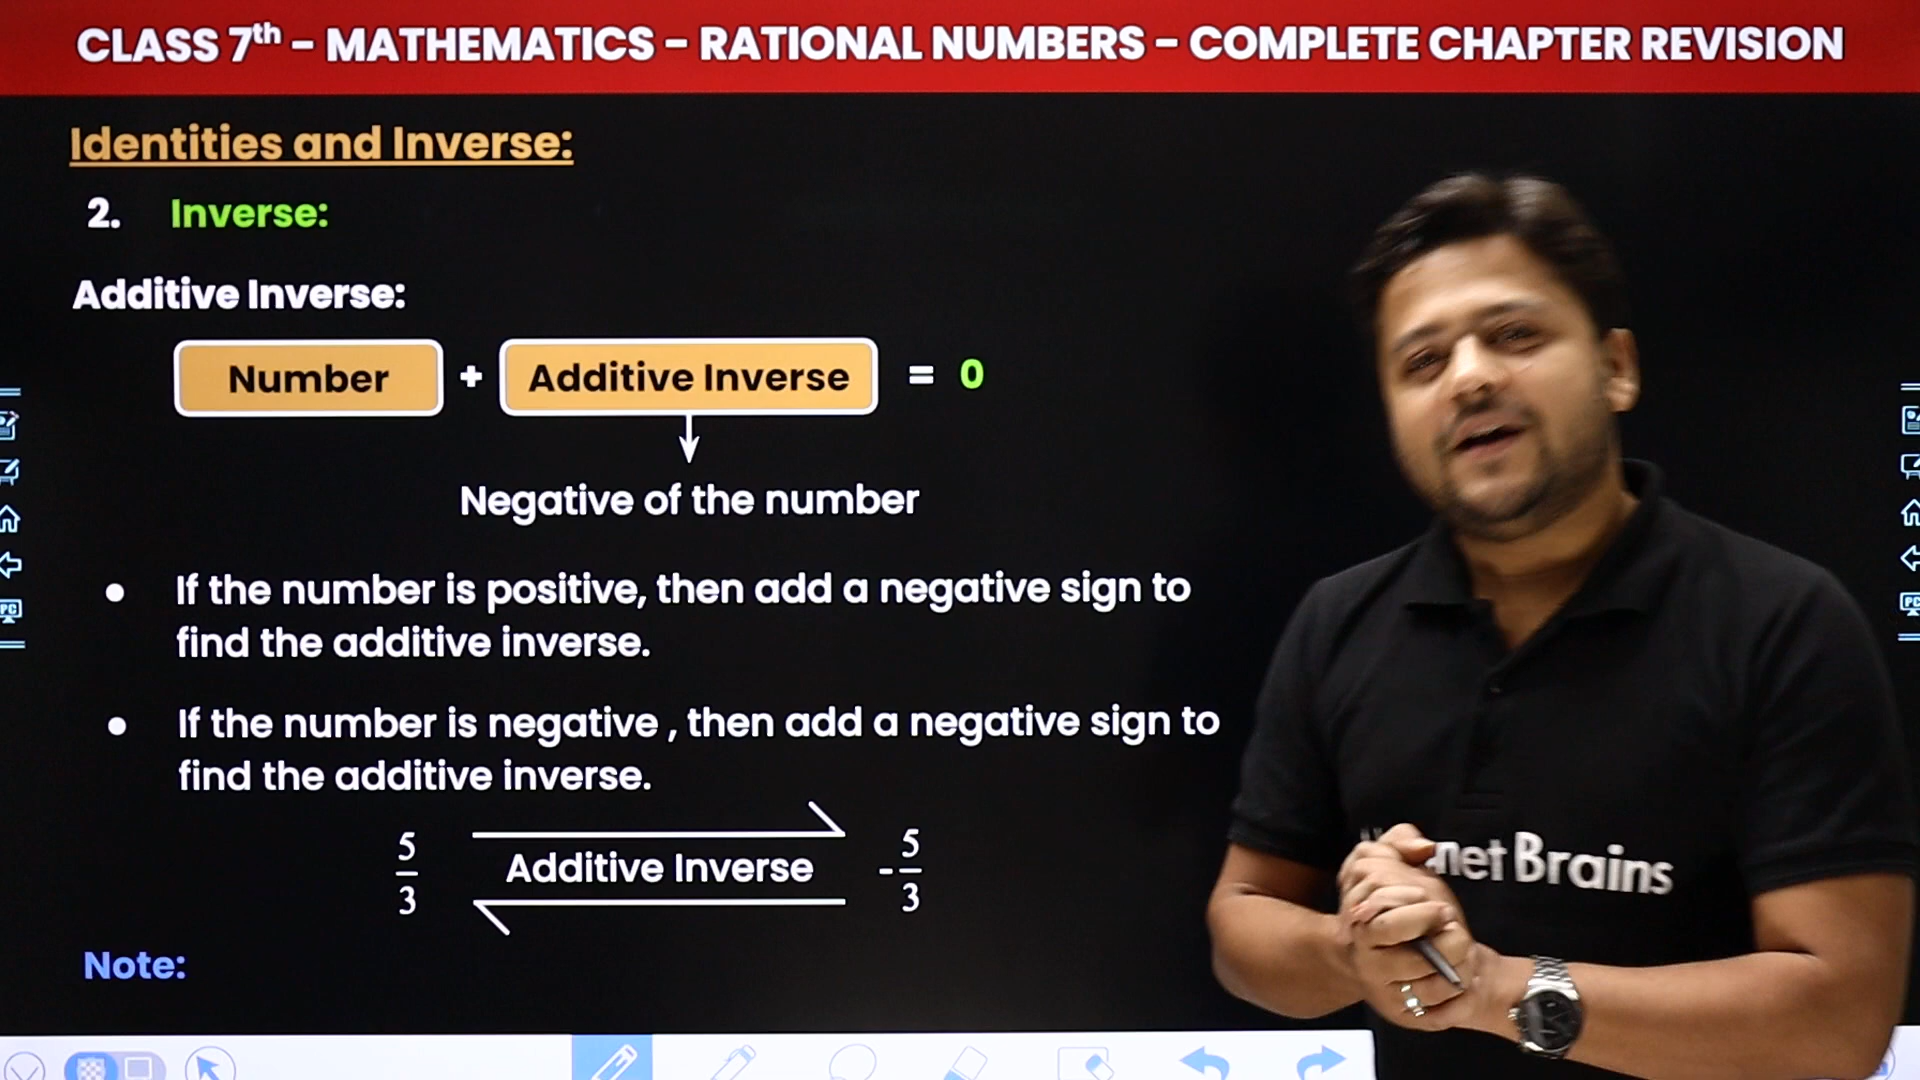 CLASS 7th - MATHEMATICS - RATIONAL NUMBERS - COMPLETE CHAPTER REVISION
Identities and Inverse:
2. Inverse:
Additive Inverse:
Number + Additive Inverse = 0
Negative of the number
• If the number is positive, then add a negative sign to
find the additive inverse.
• If the number is negative , then add a negative sign to
find the additive inverse.
5/3 Additive Inverse -5/3
Note:
net Brains
PC
PC